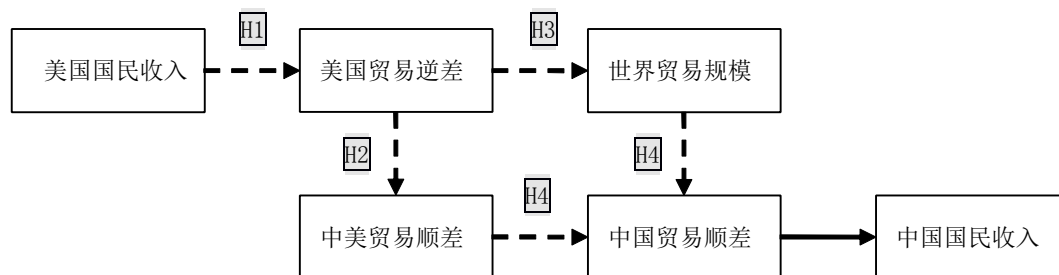 H1
H3
美国国民收入
美国贸易逆差
世界贸易规模
H2
H4
H4
中美贸易顺差
中国贸易顺差
中国国民收入